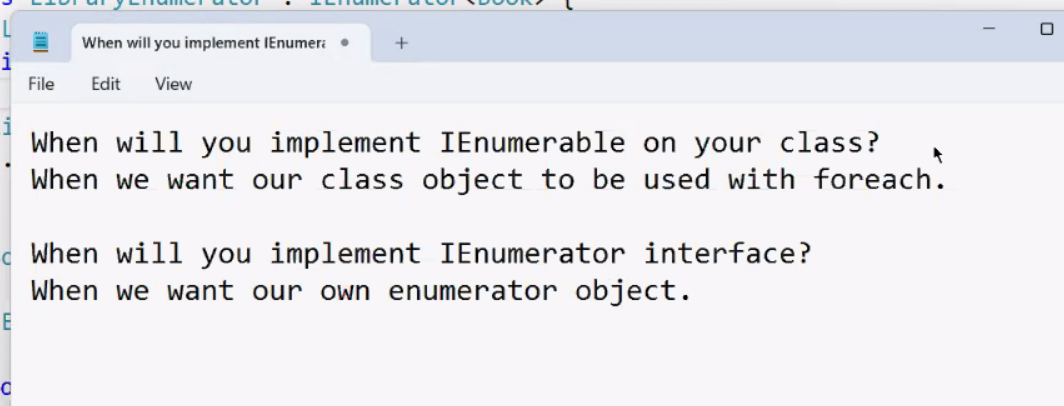 LibraryEnumerator : IEnumerator<Book> {
When will you implement IEnumera
File Edit View
When will you implement IEnumerable on your class?
When we want our class object to be used with foreach.
When will you implement IEnumerator interface?
When we want our own enumerator object.